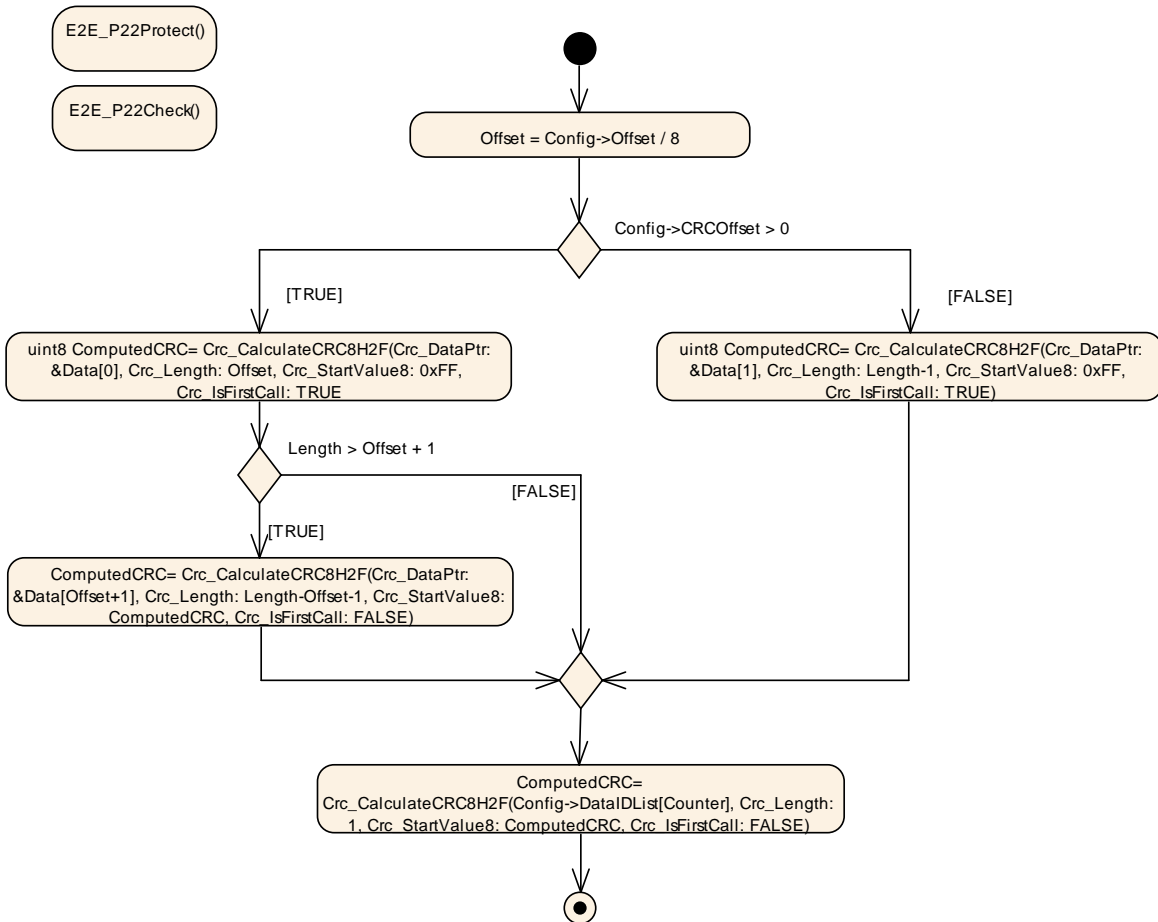 E2E_P22Protect()
E2E_P22Check()
Offset = Config->Offset / 8
Config->CRCOffset > 0
[TRUE]
[FALSE]
uint8 ComputedCRC= Crc_CalculateCRC8H2F(Crc_DataPtr:
&Data[0], Crc_Length: Offset, Crc_StartValue8: 0xFF,
Crc_IsFirstCall: TRUE
uint8 ComputedCRC= Crc_CalculateCRC8H2F(Crc_DataPtr:
&Data[1], Crc_Length: Length-1, Crc_StartValue8: 0xFF,
Crc_IsFirstCall: TRUE)
Length > Offset + 1
[FALSE]
[TRUE]
ComputedCRC= Crc_CalculateCRC8H2F(Crc_DataPtr:
&Data[Offset+1], Crc_Length: Length-Offset-1, Crc_StartValue8:
ComputedCRC, Crc_IsFirstCall: FALSE)
ComputedCRC=
Crc_CalculateCRC8H2F(Config->DataIDList[Counter], Crc_Length:
1, Crc_StartValue8: ComputedCRC, Crc_IsFirstCall: FALSE)